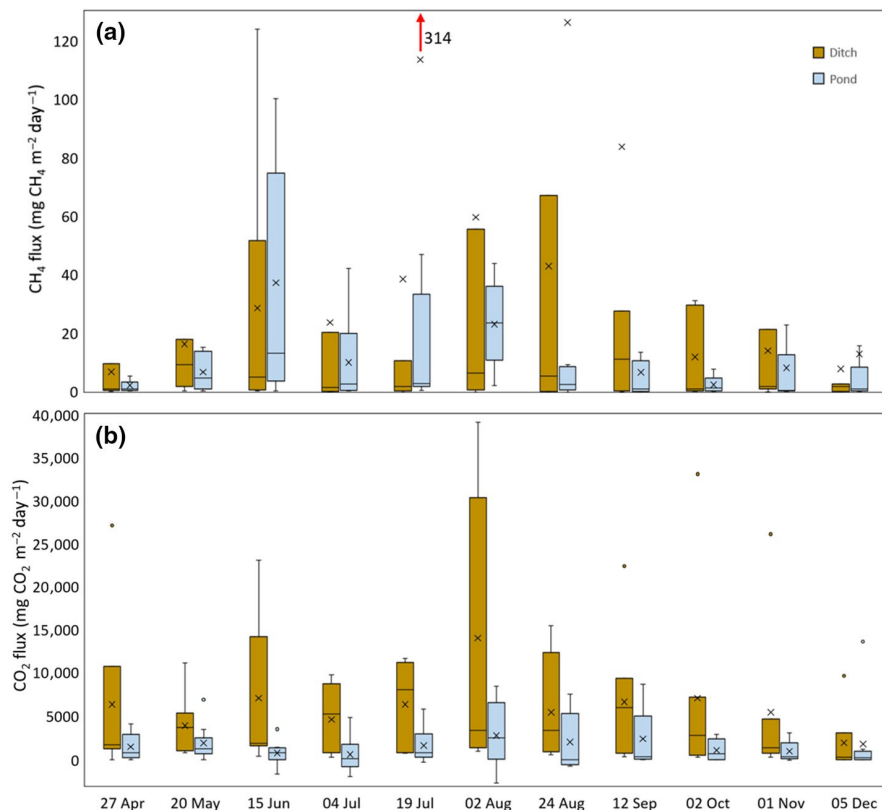 (a)
314
Ditch
Pond
120
100
80
60
40
20
0
CH₄ flux (mg CH₄ m⁻² day⁻¹)
(b)
40,000
35,000
30,000
25,000
20,000
15,000
10,000
5000
0
CO₂ flux (mg CO₂ m⁻² day⁻¹)
27 Apr 20 May 15 Jun 04 Jul 19 Jul 02 Aug 24 Aug 12 Sep 02 Oct 01 Nov 05 Dec